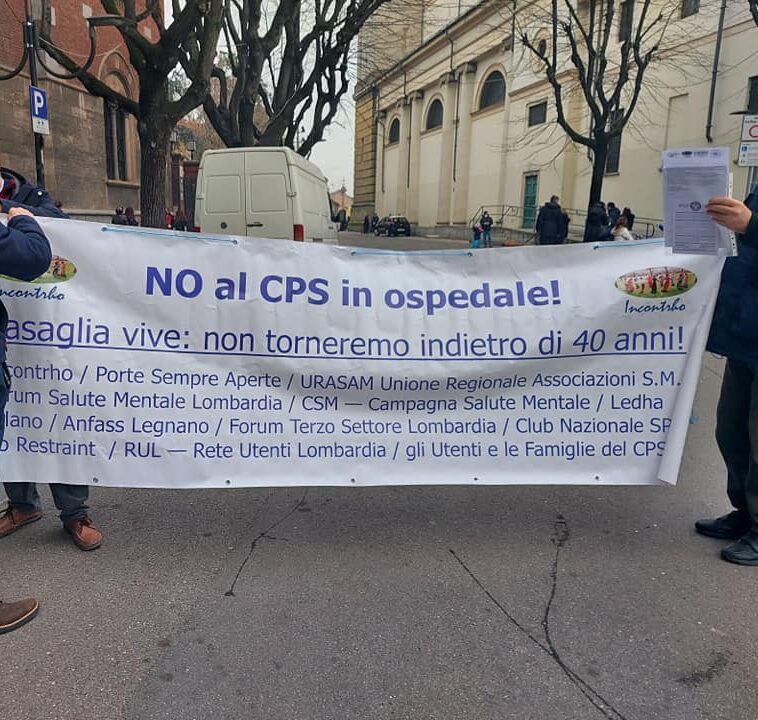 P
NO al CPS in ospedale!
Incontrho
Incontrho
asaglia vive: non torneremo indietro di 40 anni!
contrho / Porte Sempre Aperte / URASAM Unione Regionale Associazioni S.M.
rum Salute Mentale Lombardia / CSM — Campagna Salute Mentale / Ledha
lano / Anfass Legnano / Forum Terzo Settore Lombardia / Club Nazionale SP
o Restraint / RUL — Rete Utenti Lombardia / gli Utenti e le Famiglie del CPS